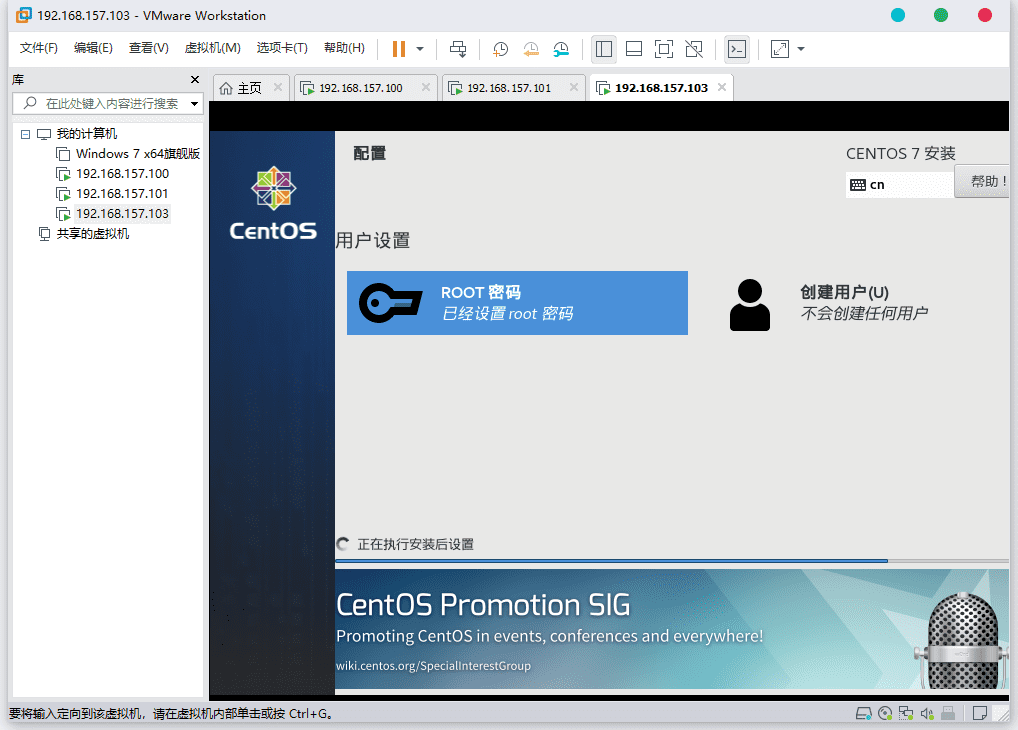 192.168.157.103 - VMware Workstation
文件(F) 编辑(E) 查看(V) 虚拟机(M) 选项卡(T) 帮助(H)
库
在此处键入内容进行搜索
我的计算机
Windows 7 x64旗舰版
192.168.157.100
192.168.157.101
192.168.157.103
共享的虚拟机
主页 192.168.157.100 192.168.157.101 192.168.157.103
CentOS
配置
CENTOS 7 安装
cn
帮助！
用户设置
ROOT 密码
已经设置 root 密码
创建用户(U)
不会创建任何用户
正在执行安装后设置
CentOS Promotion SIG
Promoting CentOS in events, conferences and everywhere!
wiki.centos.org/SpecialInterestGroup
要将输入定向到该虚拟机，请在虚拟机内部单击或按 Ctrl+G。